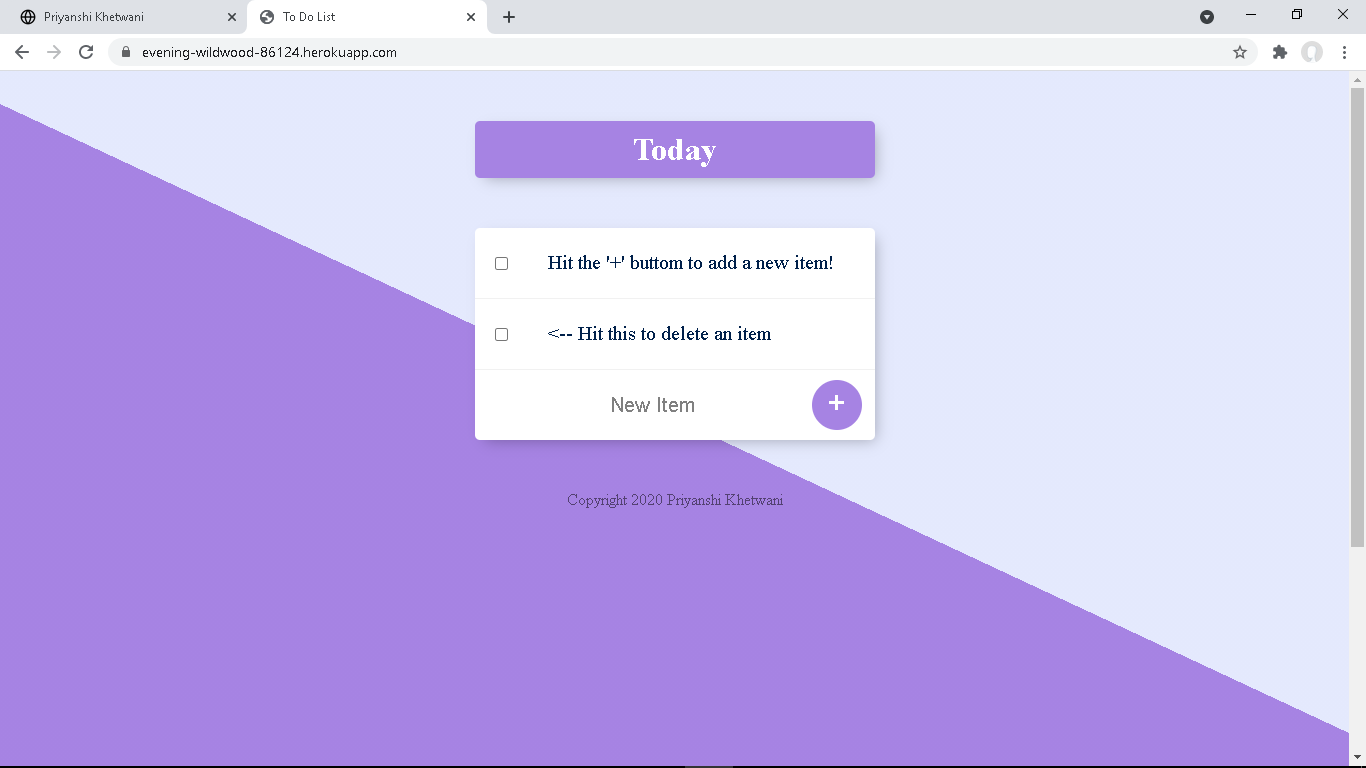 Priyanshi Khetwani
To Do List
evening-wildwood-86124.herokuapp.com
Today
Hit the '+' buttom to add a new item!
<-- Hit this to delete an item
New Item
+
Copyright 2020 Priyanshi Khetwani